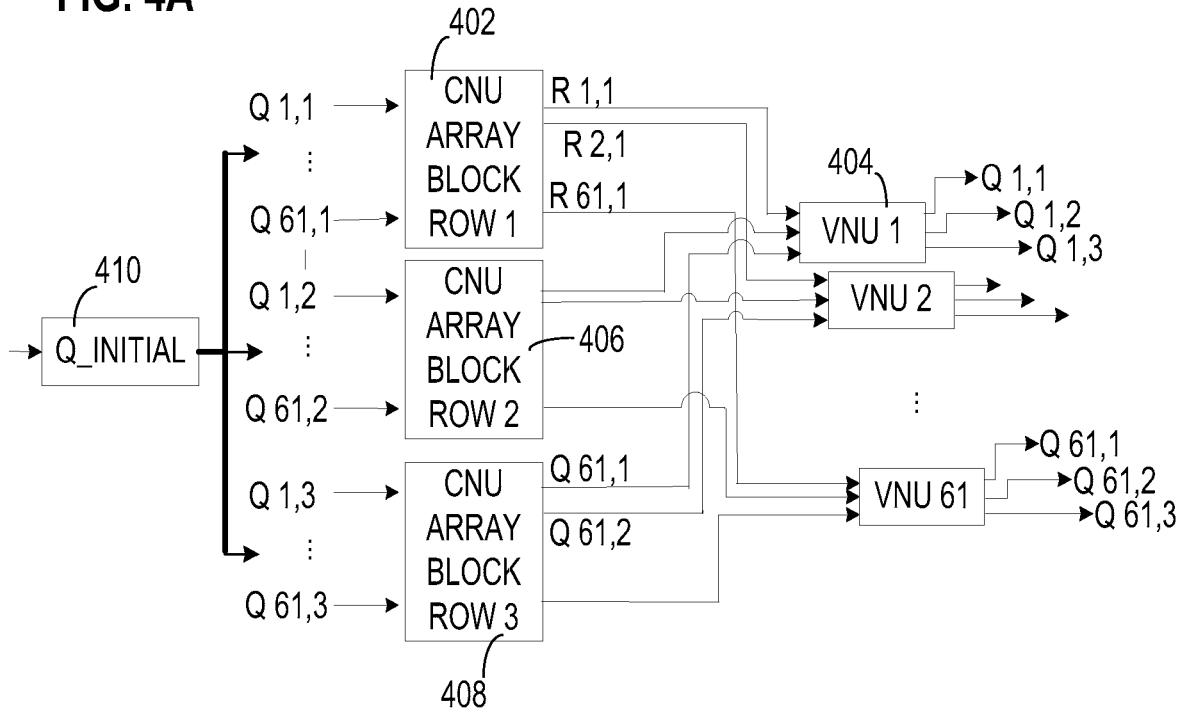 FIG. 4A
402
Q 1,1
⋮
Q 61,1
CNU
ARRAY
BLOCK
ROW 1
R 1,1
R 2,1
R 61,1
404
VNU 1
Q 1,1
Q 1,2
Q 1,3
410
Q_INITIAL
Q 1,2
⋮
Q 61,2
CNU
ARRAY
BLOCK
ROW 2
406
VNU 2
⋮
Q 1,3
⋮
Q 61,3
CNU
ARRAY
BLOCK
ROW 3
408
Q 61,1
Q 61,2
VNU 61
Q 61,1
Q 61,2
Q 61,3